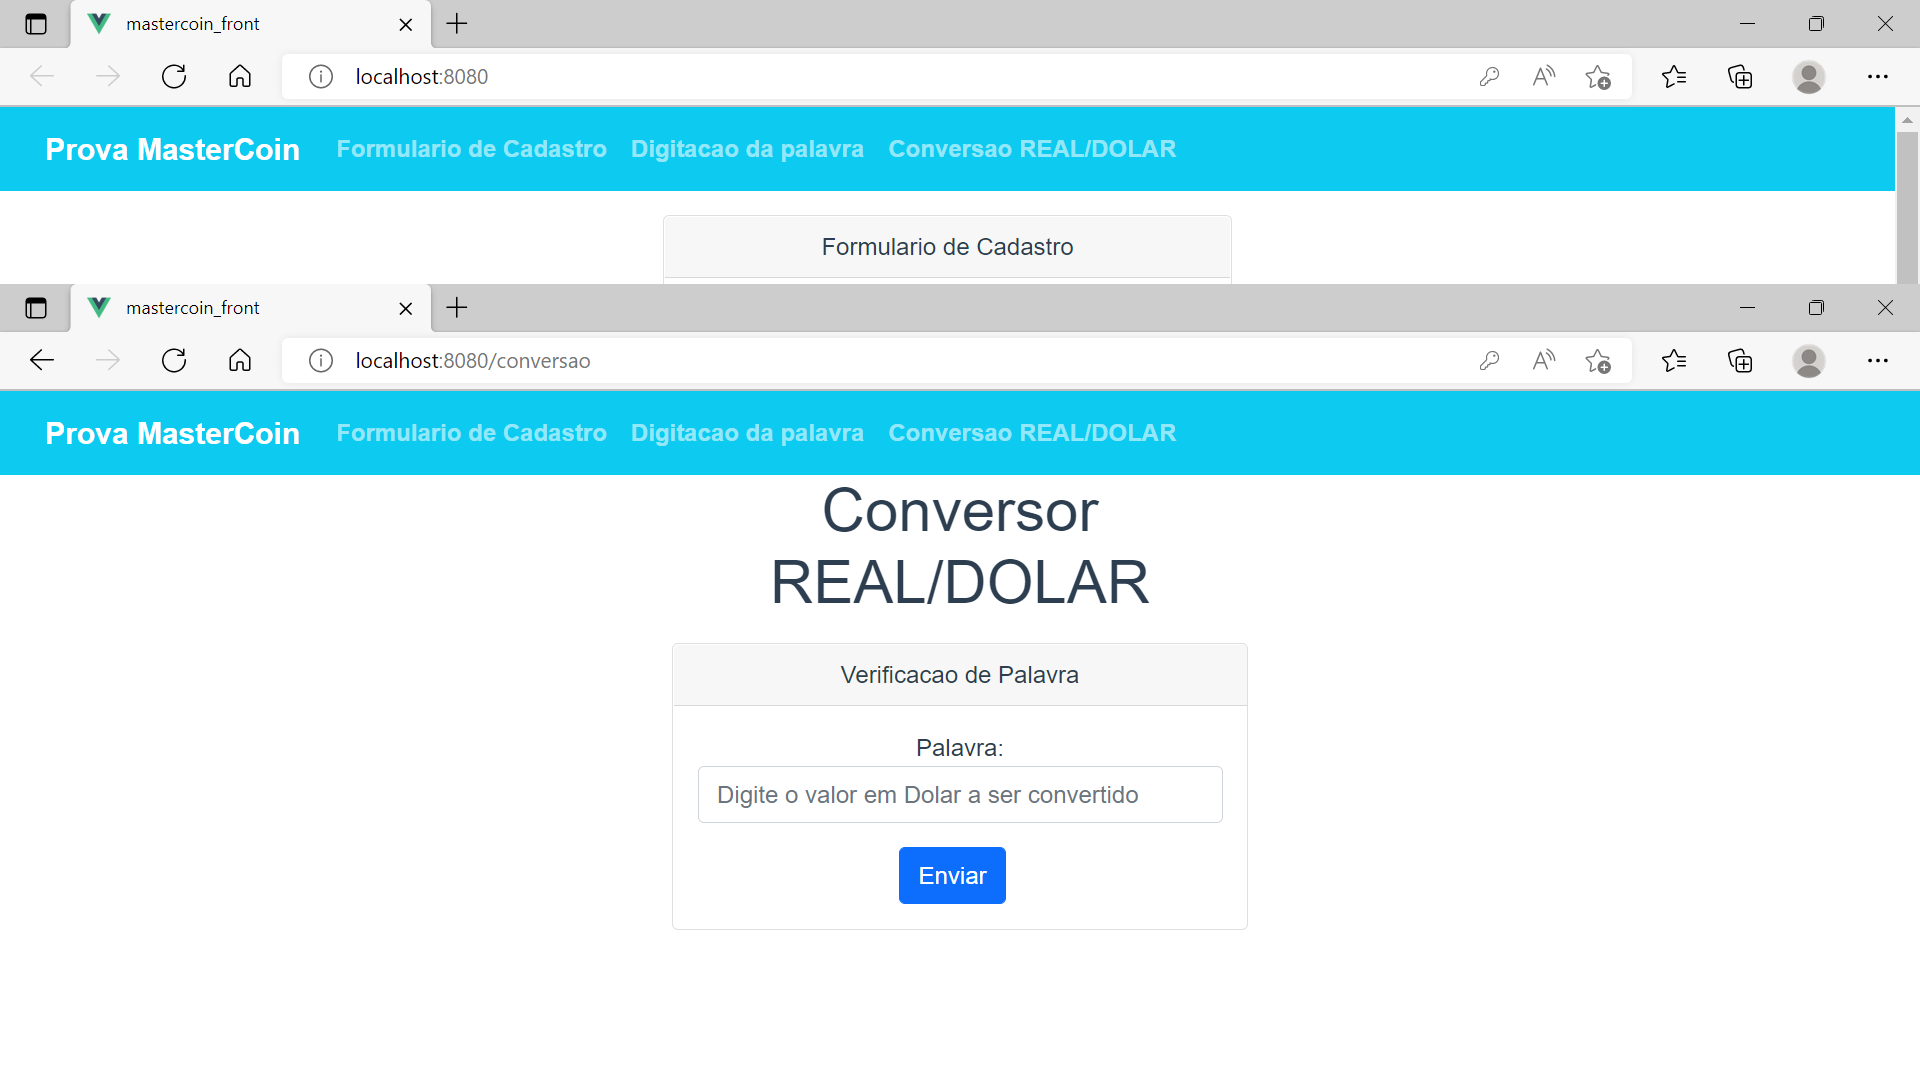 mastercoin_front
localhost:8080
Prova MasterCoin Formulario de Cadastro Digitacao da palavra Conversao REAL/DOLAR
Formulario de Cadastro
mastercoin_front
localhost:8080/conversao
Prova MasterCoin Formulario de Cadastro Digitacao da palavra Conversao REAL/DOLAR
Conversor
REAL/DOLAR
Verificacao de Palavra
Palavra:
Digite o valor em Dolar a ser convertido
Enviar